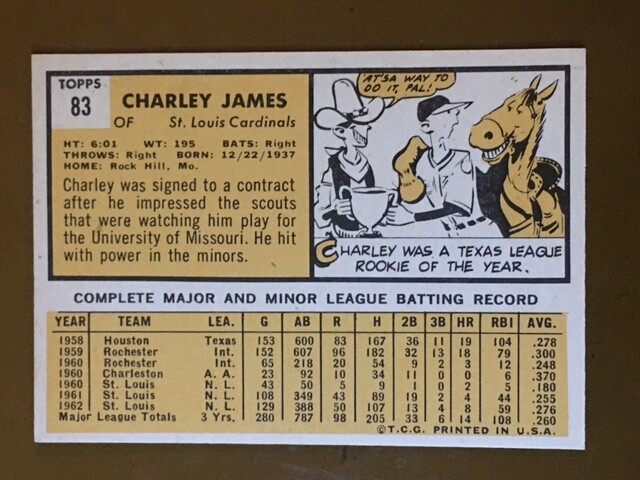 TOPPS
83
CHARLEY JAMES
OF St. Louis Cardinals
HT: 6:01 WT: 195 BATS: Right
THROWS: Right BORN: 12/22/1937
HOME: Rock Hill, Mo.
Charley was signed to a contract
after he impressed the scouts
that were watching him play for
the University of Missouri. He hit
with power in the minors.
'AT'SA WAY TO
DO IT, PAL!
CHARLEY WAS A TEXAS LEAGUE
ROOKIE OF THE YEAR.
COMPLETE MAJOR AND MINOR LEAGUE BATTING RECORD
YEAR TEAM LEA. G AB R H 2B 3B HR RBI AVG.
1958 Houston Texas 153 600 83 167 36 11 19 104 .278
1959 Rochester Int. 152 607 96 182 32 13 18 79 .300
1960 Rochester Int. 65 218 20 54 9 2 3 12 .248
1960 Charleston A. A. 23 92 10 34 11 0 0 6 .370
1960 St. Louis N. L. 43 50 5 9 1 0 2 5 .180
1961 St. Louis N. L. 108 349 43 89 19 2 4 44 .255
1962 St. Louis N. L. 129 388 50 107 13 4 8 59 .276
Major League Totals 3 Yrs. 280 787 98 205 33 6 14 108 .260
©T.C.G. PRINTED IN U.S.A.